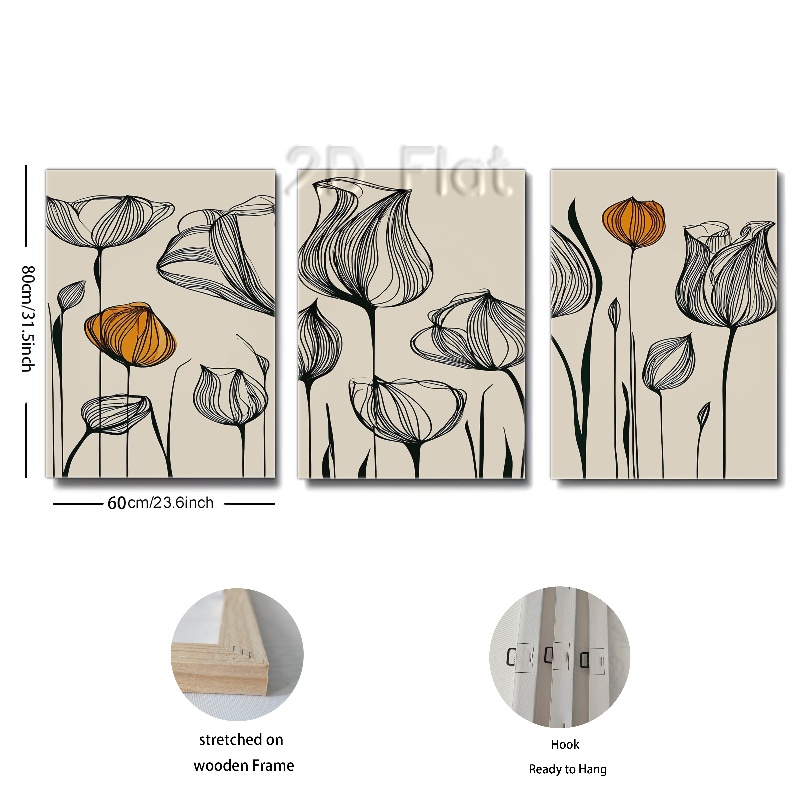 2D Flat
80cm/31.5inch
60cm/23.6inch
stretched on
wooden Frame
Hook
Ready to Hang